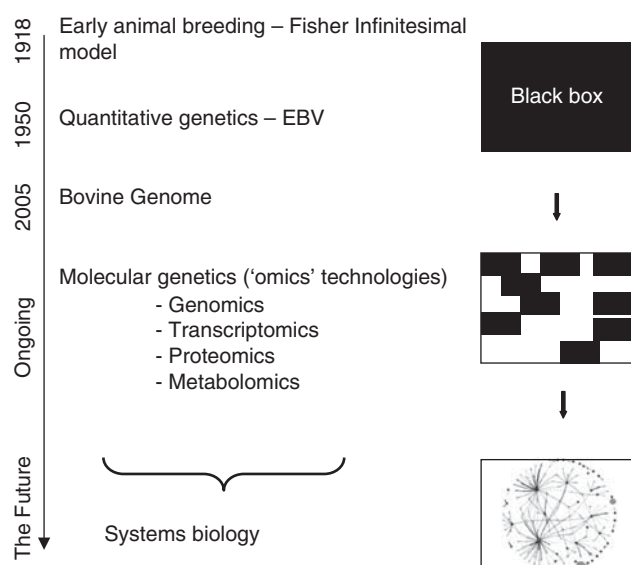 1918
Early animal breeding – Fisher Infinitesimal
model
Black box
1950
Quantitative genetics – EBV
2005
Bovine Genome
Ongoing
Molecular genetics (‘omics’ technologies)
- Genomics
- Transcriptomics
- Proteomics
- Metabolomics
The Future
Systems biology